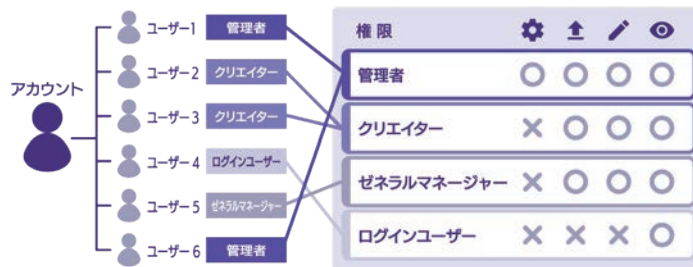 アカウント
ユーザー1 管理者
ユーザー2 クリエイター
ユーザー3 クリエイター
ユーザー4 ログインユーザー
ユーザー5 ゼネラルマネージャー
ユーザー6 管理者
権限
管理者 ○ ○ ○ ○
クリエイター × ○ ○ ○
ゼネラルマネージャー × ○ ○ ○
ログインユーザー × × × ○